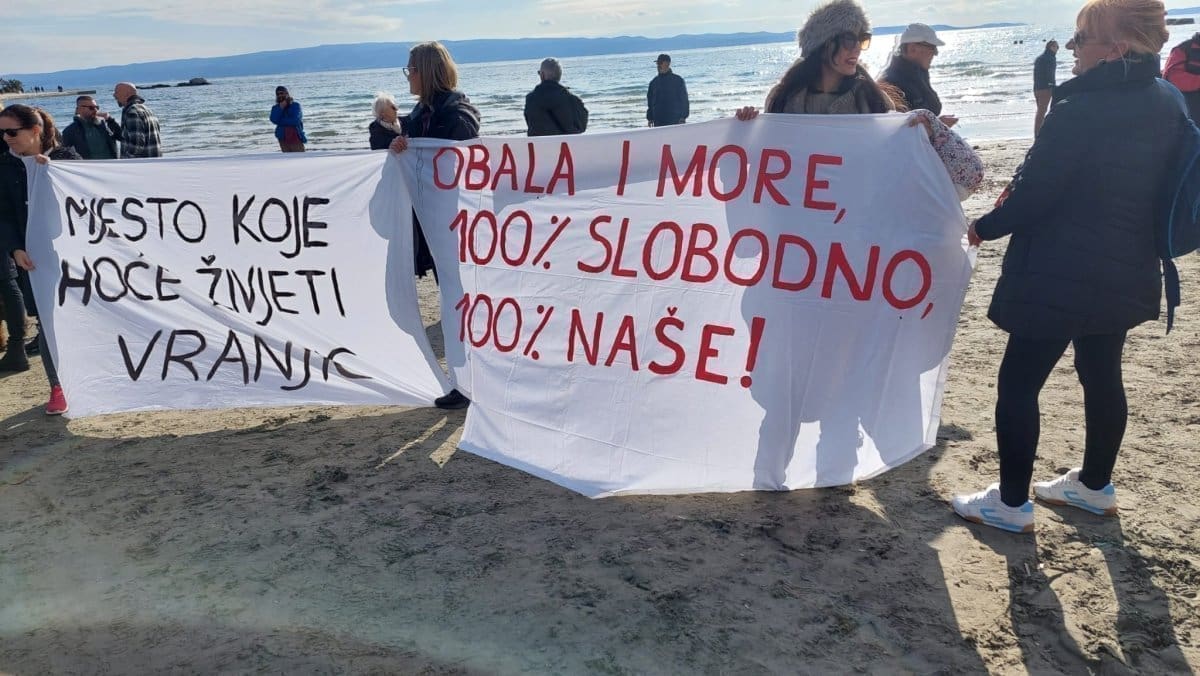 MJESTO KOJE
HOĆE ŽIVJETI
VRANJIC
OBALA I MORE,
100% SLOBODNO,
100% NAŠE!